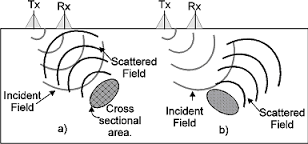 Tx Rx
Scattered
Field
Incident
Field
Cross
sectional
area.
a)
Tx Rx
Incident
Field
Scattered
Field
b)